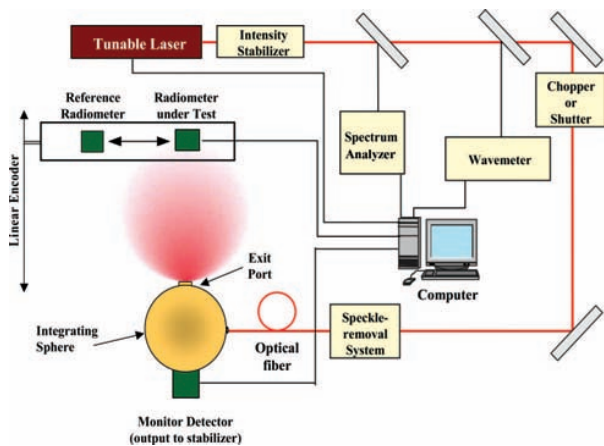 Tunable Laser
Intensity
Stabilizer
Chopper
or
Shutter
Reference
Radiometer
Radiometer
under Test
Spectrum
Analyzer
Wavemeter
Linear Encoder
Exit
Port
Computer
Integrating
Sphere
Optical
fiber
Speckle-
removal
System
Monitor Detector
(output to stabilizer)